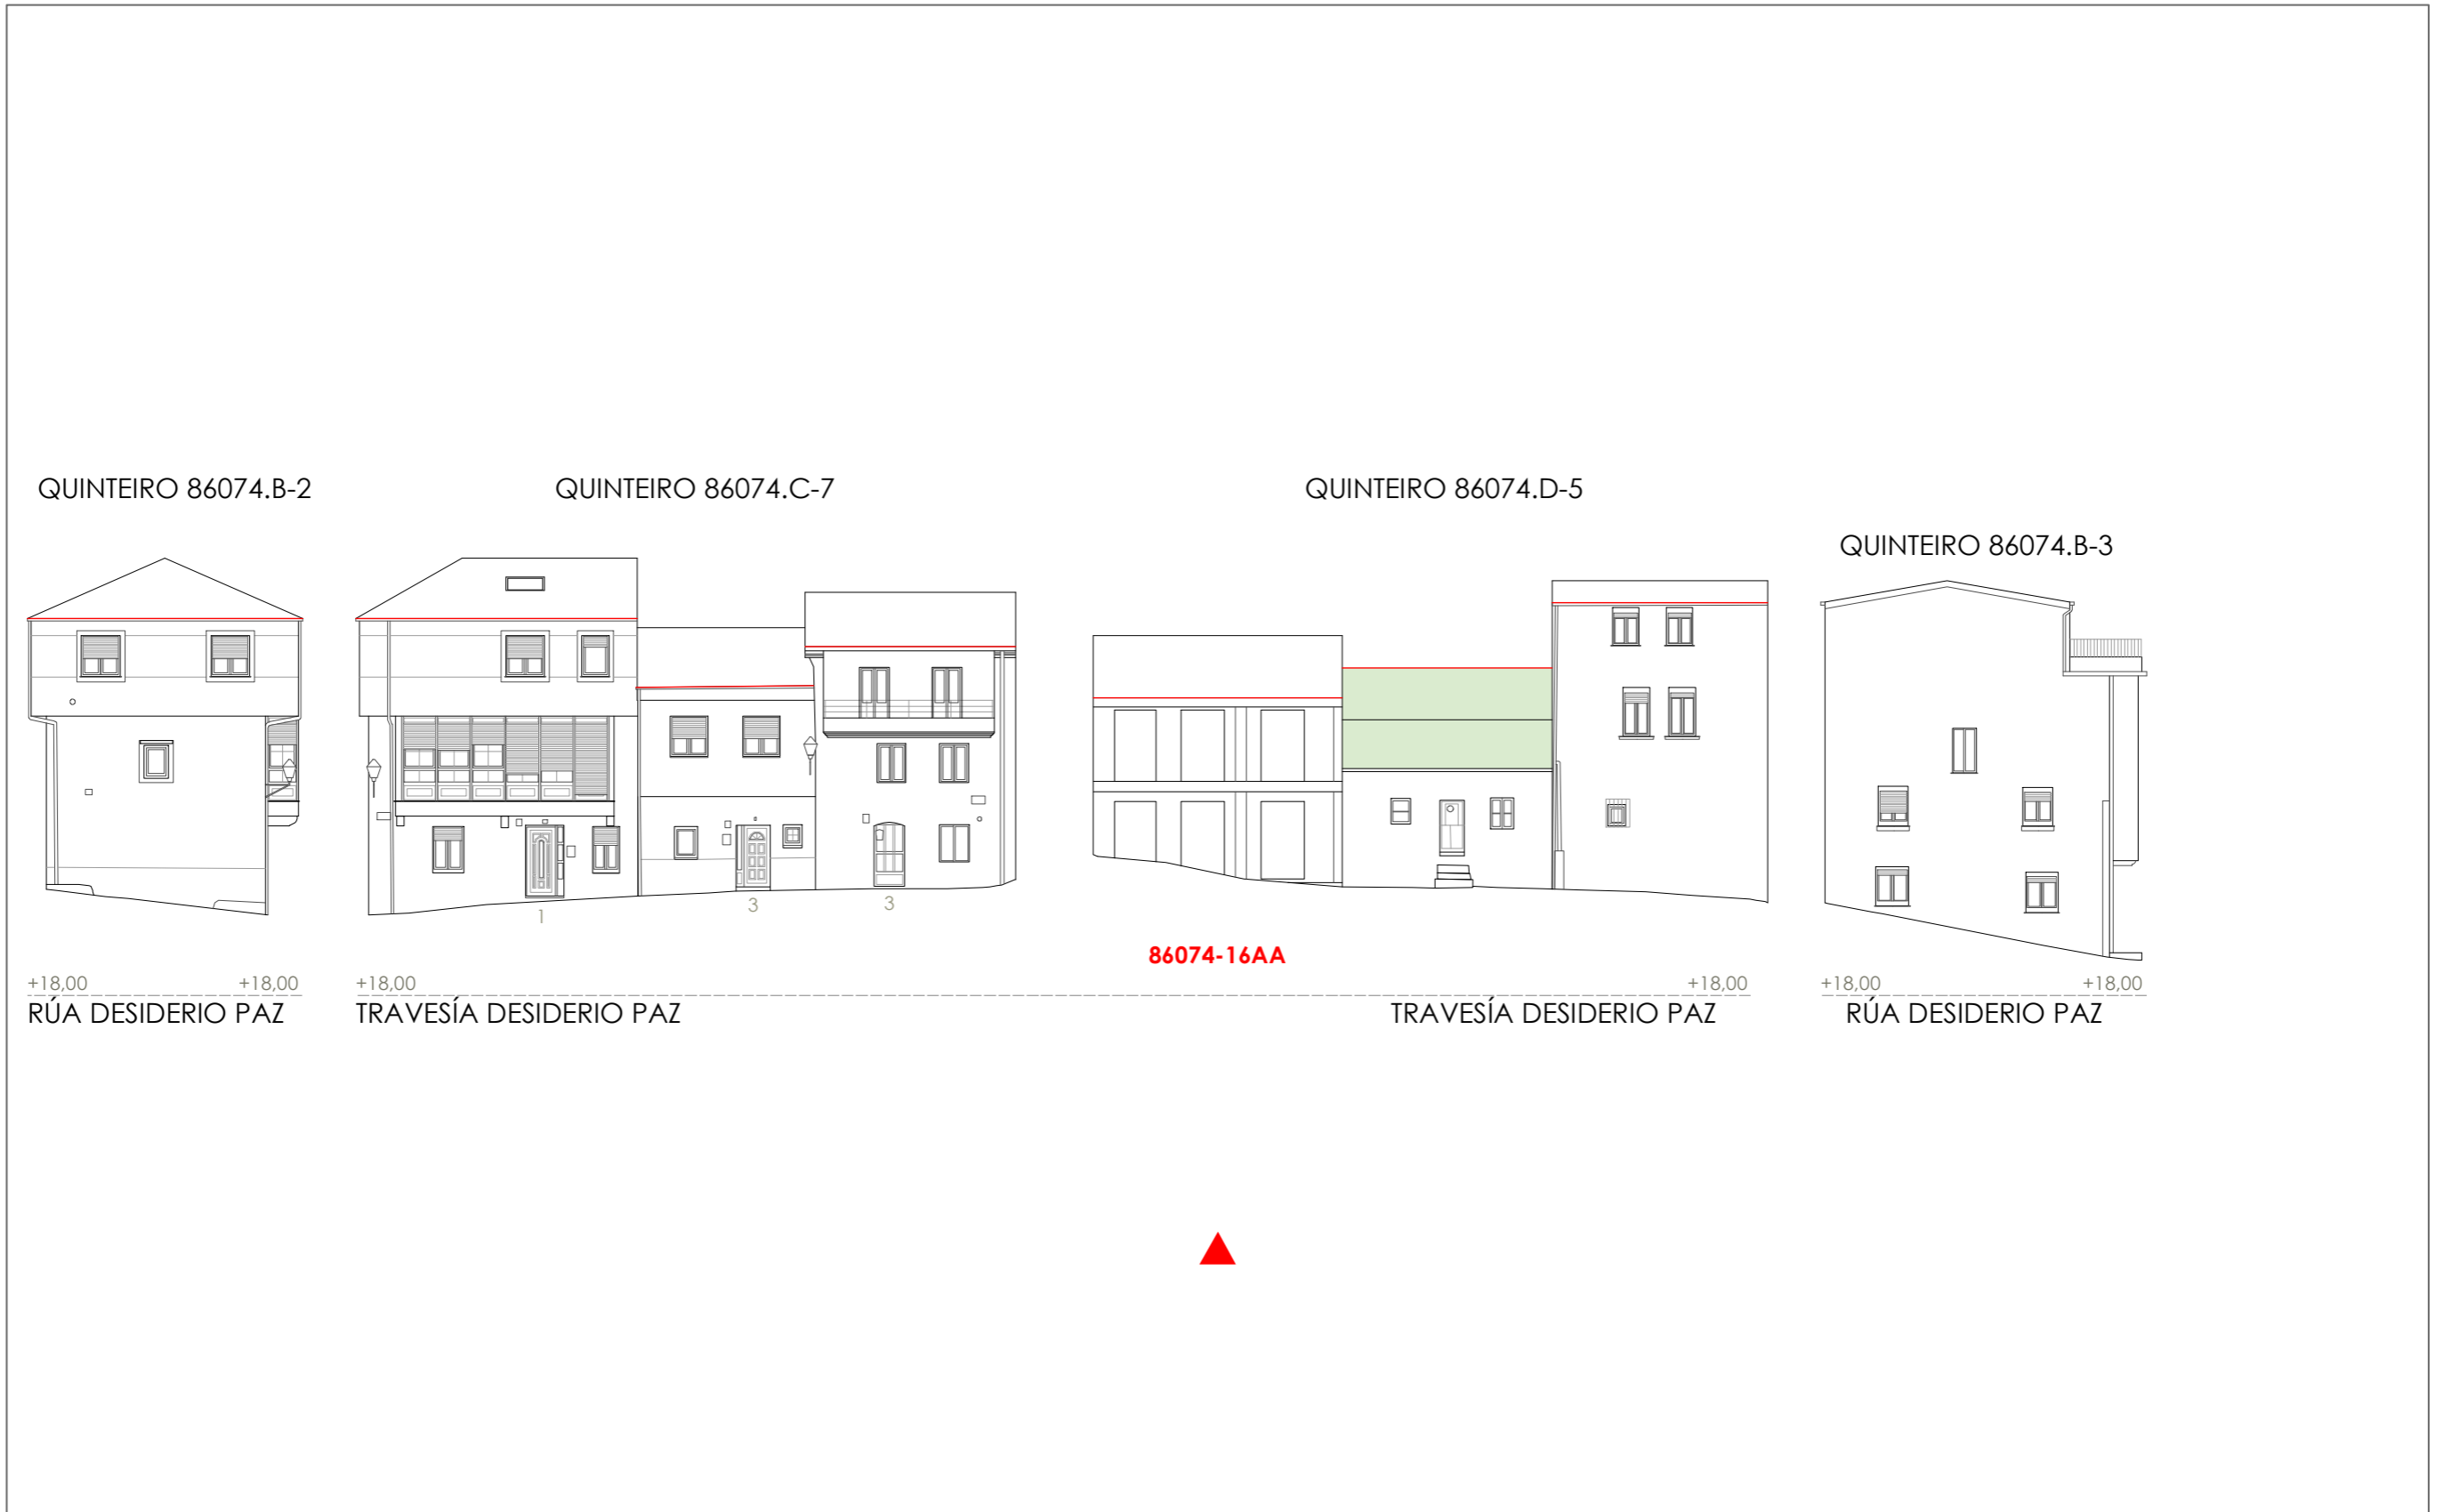 QUINTEIRO 86074.B-2
QUINTEIRO 86074.C-7
QUINTEIRO 86074.D-5
QUINTEIRO 86074.B-3
1
3
3
86074-16AA
+18,00
+18,00
+18,00
+18,00
+18,00
+18,00
RÚA DESIDERIO PAZ
TRAVESÍA DESIDERIO PAZ
TRAVESÍA DESIDERIO PAZ
RÚA DESIDERIO PAZ